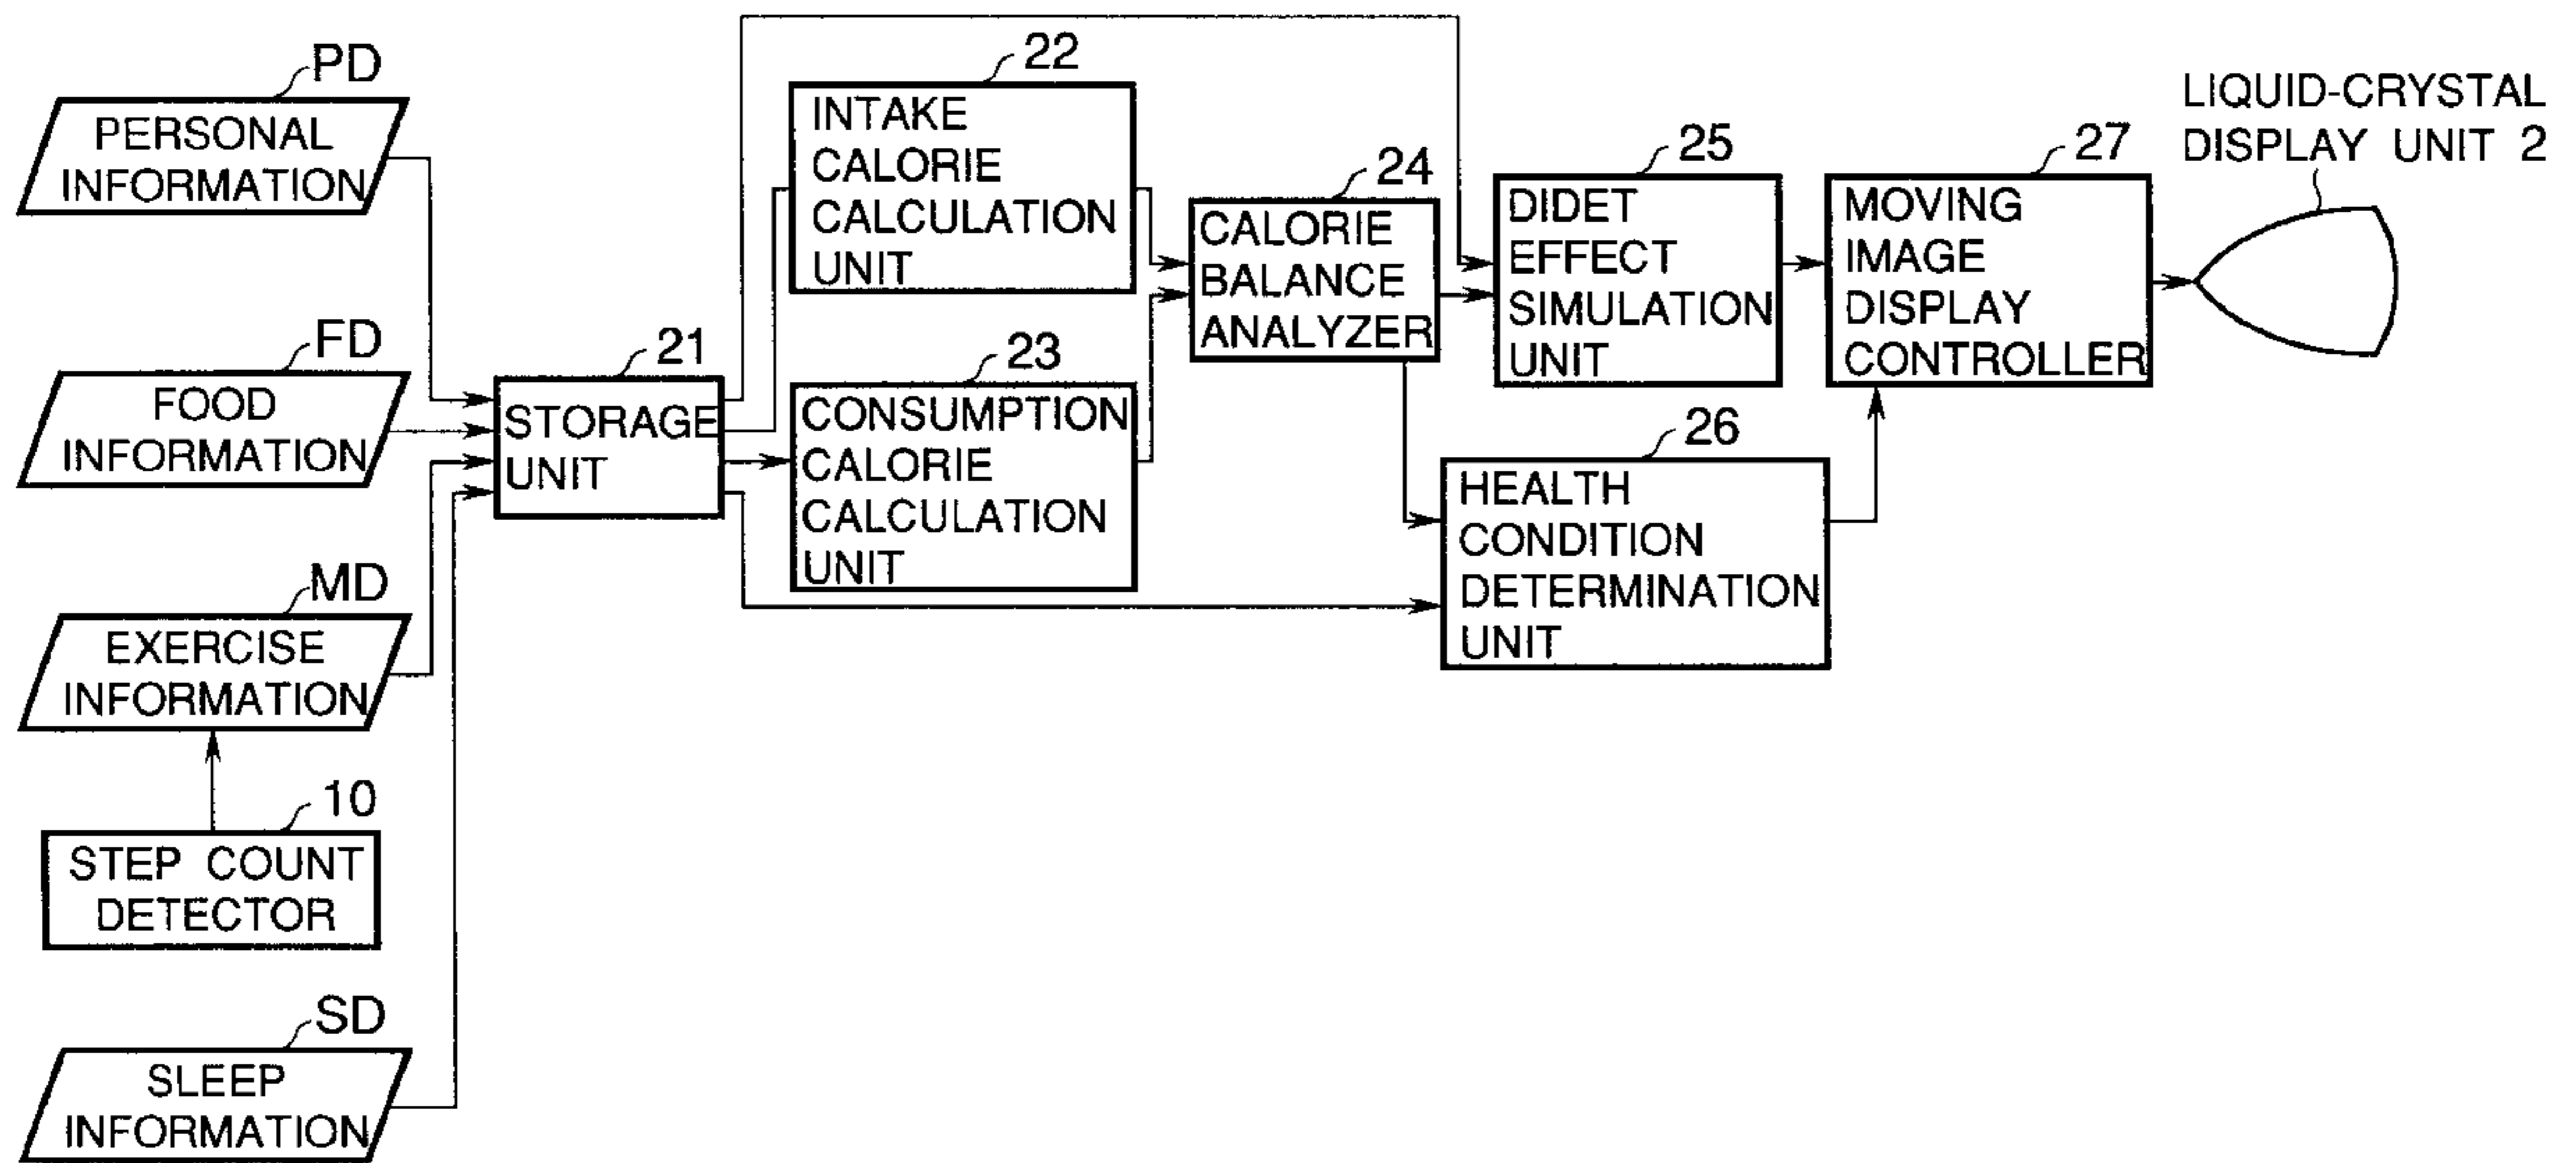 PD
PERSONAL
INFORMATION
FD
FOOD
INFORMATION
MD
EXERCISE
INFORMATION
10
STEP COUNT
DETECTOR
SD
SLEEP
INFORMATION
21
STORAGE
UNIT
22
INTAKE
CALORIE
CALCULATION
UNIT
23
CONSUMPTION
CALORIE
CALCULATION
UNIT
24
CALORIE
BALANCE
ANALYZER
25
DIDET
EFFECT
SIMULATION
UNIT
26
HEALTH
CONDITION
DETERMINATION
UNIT
27
MOVING
IMAGE
DISPLAY
CONTROLLER
LIQUID-CRYSTAL
DISPLAY UNIT 2